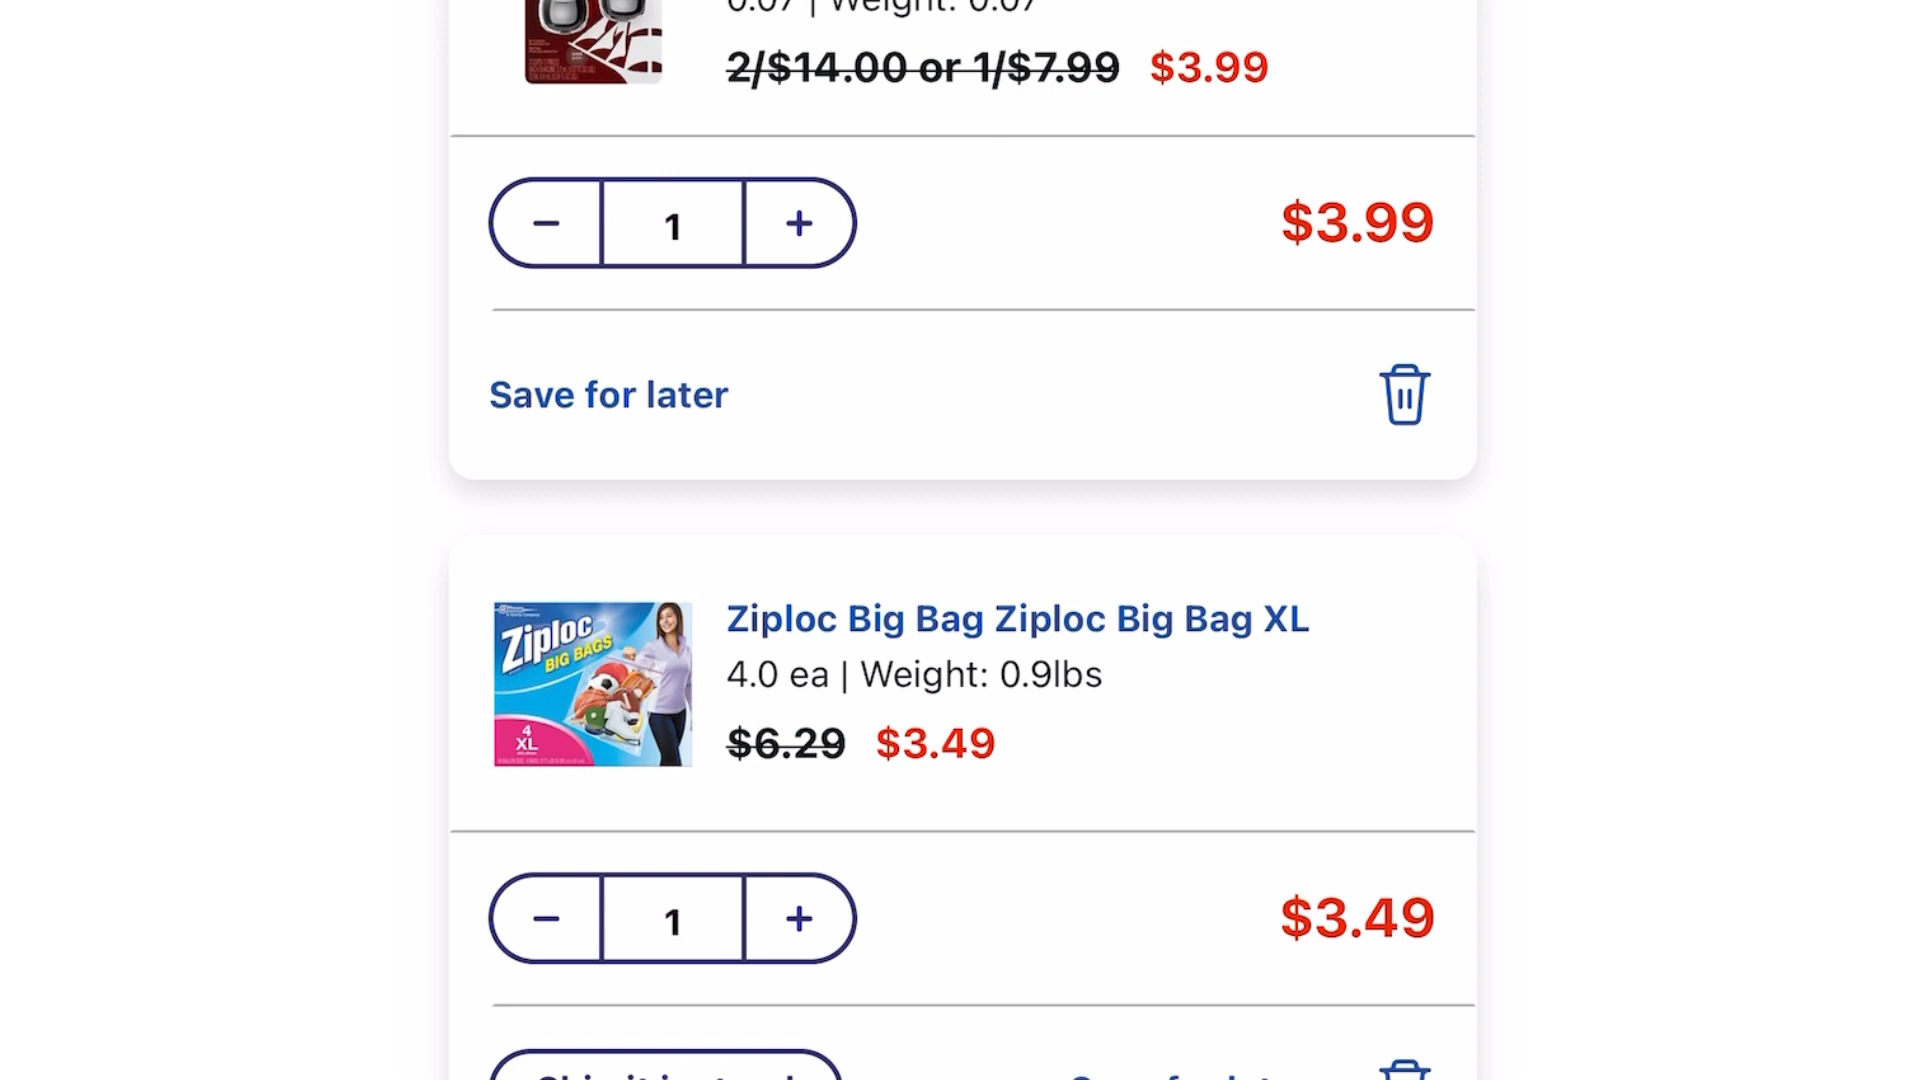 2/$14.00 or 1/$7.99 $3.99
− 1 + $3.99
Save for later
Ziploc
BIG BAGS
4
XL
Ziploc Big Bag Ziploc Big Bag XL
4.0 ea | Weight: 0.9lbs
$6.29 $3.49
− 1 + $3.49